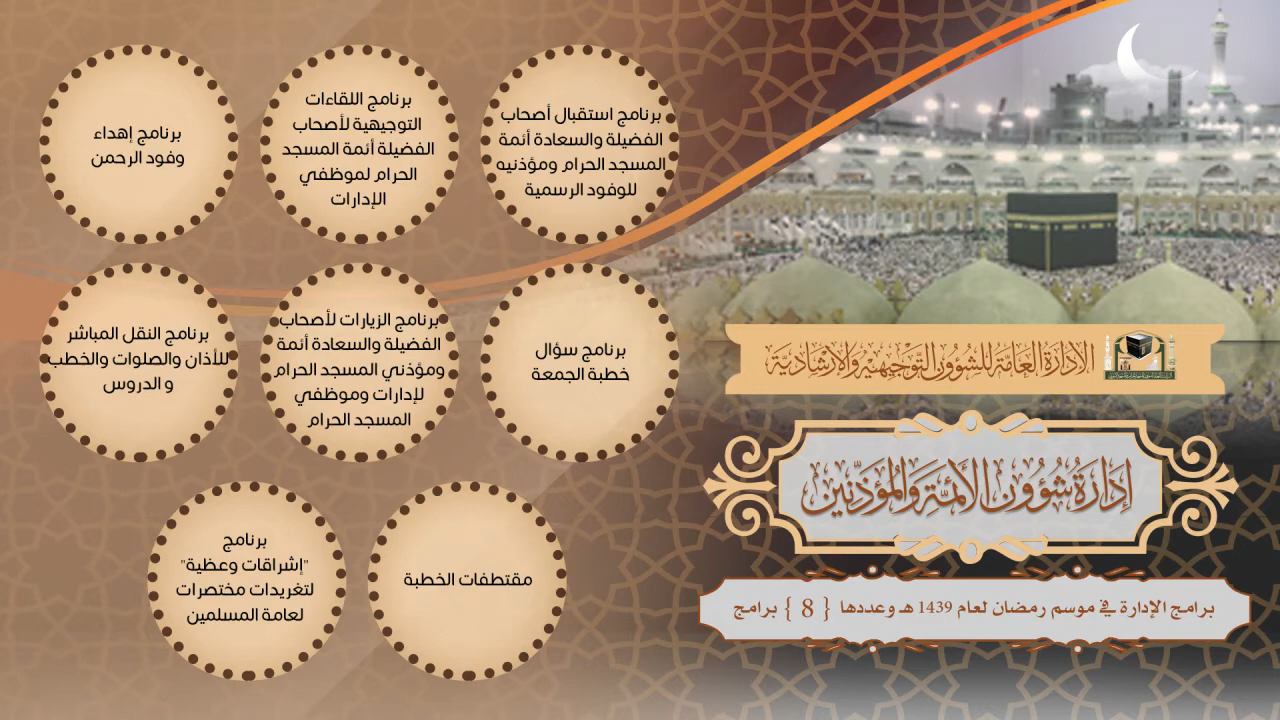 الإدارة العامة للشؤون التوجيهية والإرشادية
إدارة شؤون الأئمة والمؤذنين
برامج الإدارة في موسم رمضان لعام 1439 هـ وعددها { 8 } برامج
برنامج استقبال أصحاب
الفضيلة والسعادة أئمة
المسجد الحرام ومؤذنيه
للوفود الرسمية
برنامج اللقاءات
التوجيهية لأصحاب
الفضيلة أئمة المسجد
الحرام لموظفي
الإدارات
برنامج إهداء
وفود الرحمن
برنامج سؤال
خطبة الجمعة
برنامج الزيارات لأصحاب
الفضيلة والسعادة أئمة
ومؤذني المسجد الحرام
لإدارات وموظفي
المسجد الحرام
برنامج النقل المباشر
للأذان والصلوات والخطب
و الدروس
مقتطفات الخطبة
برنامج
"إشراقات وعظية"
لتغريدات مختصرات
لعامة المسلمين